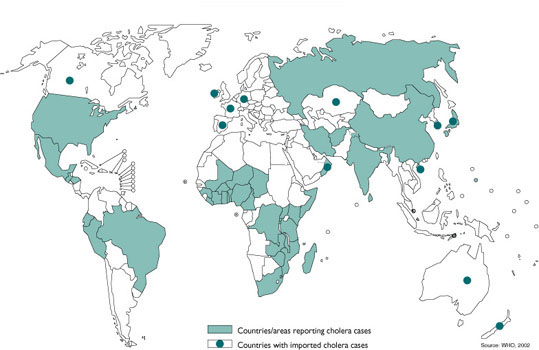 Countries/areas reporting cholera cases
Countries with imported cholera cases
Source: WHO, 2002